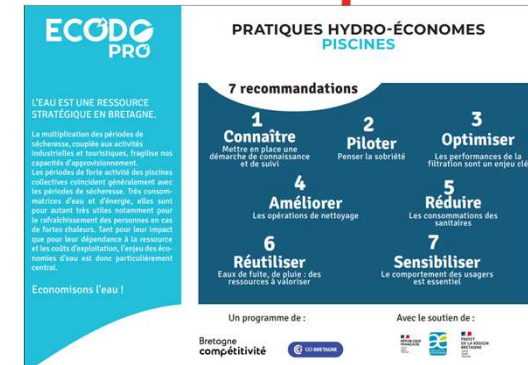 ECODO
PRO
L'EAU EST UNE RESSOURCE
STRATÉGIQUE EN BRETAGNE.
La multiplication des périodes de
sécheresse, couplée aux activités
industrielles et touristiques, fragilise nos
capacités d'approvisionnement.
Les périodes de forte activité des piscines
collectives coïncident généralement avec
les périodes de sécheresse. Très consom-
matrices d'eau et d'énergie, elles sont
pour autant très utiles notamment pour
le rafraîchissement des personnes en cas
de fortes chaleurs. Tant pour leur impact
que pour leur dépendance à la ressource
et les coûts d'exploitation, l'enjeu des éco-
nomies d'eau est donc particulièrement
central.
Economisons l'eau !
PRATIQUES HYDRO-ÉCONOMES
PISCINES
7 recommandations
1
Connaître
Mettre en place une
démarche de connaissance
et de suivi
2
Piloter
Penser la sobriété
3
Optimiser
Les performances de la
filtration sont un enjeu clé
4
Améliorer
Les opérations de nettoyage
5
Réduire
Les consommations des
sanitaires
6
Réutiliser
Eaux de fuite, de pluie : des
ressources à valoriser
7
Sensibiliser
Le comportement des usagers
est essentiel
Un programme de :
Bretagne
compétitivité
CCI BRETAGNE
Avec le soutien de :
RÉPUBLIQUE
FRANÇAISE
PRÉFET
DE LA RÉGION
BRETAGNE